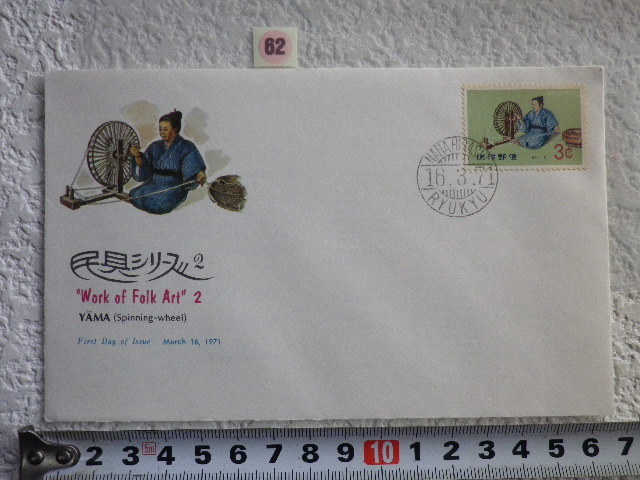 62
3¢
琉球郵便
16.3.71
RYUKYU
民具シリーズ 2
"Work of Folk Art" 2
YĀMA (Spinning-wheel)
First Day of Issue March 16, 1971
2 3 5m 4 5 6 7 8 9 10 1 2 3 4 5 6 7